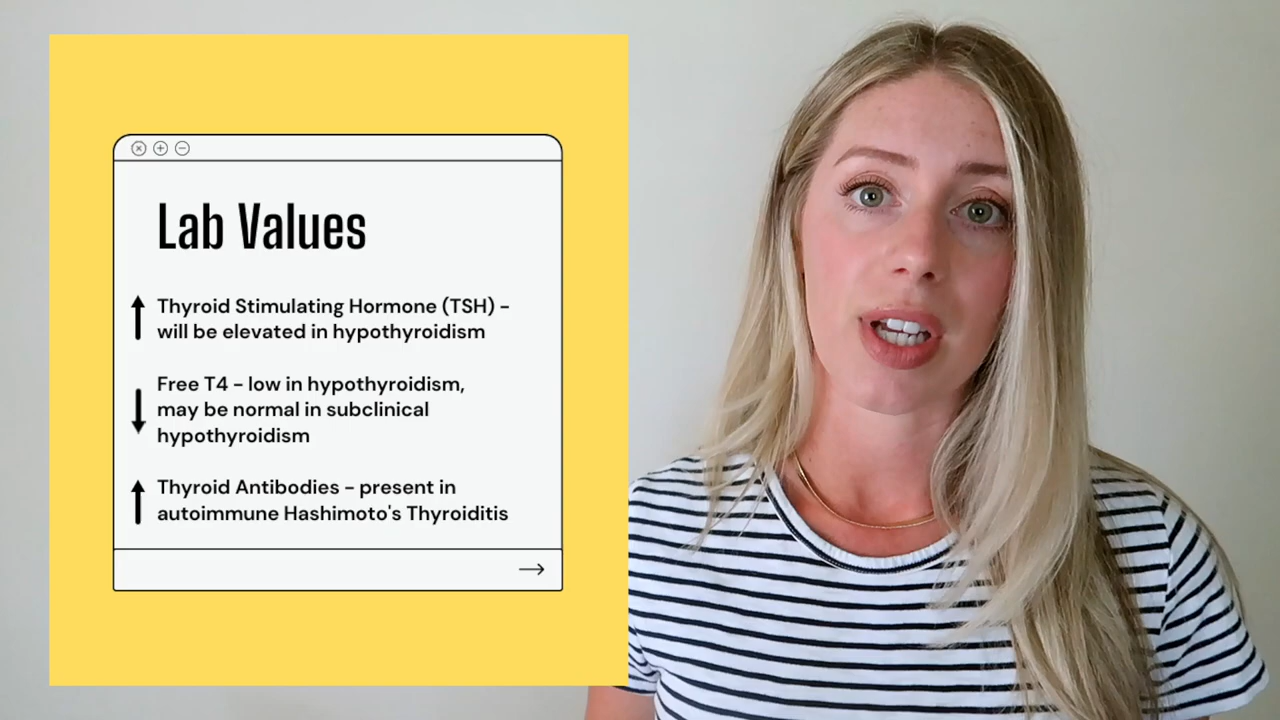 Lab Values
Thyroid Stimulating Hormone (TSH) –
will be elevated in hypothyroidism
Free T4 – low in hypothyroidism,
may be normal in subclinical
hypothyroidism
Thyroid Antibodies – present in
autoimmune Hashimoto's Thyroiditis